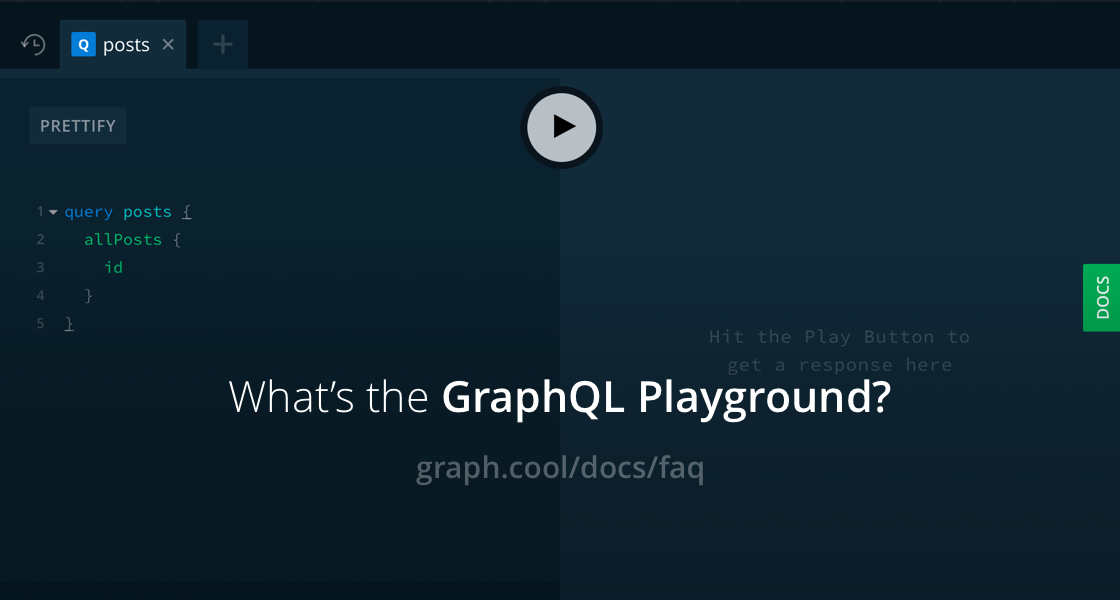 Q posts ×
PRETTIFY
1 query posts {
2 allPosts {
3 id
4 }
5 }
DOCS
Hit the Play Button to
get a response here
What’s the GraphQL Playground?
graph.cool/docs/faq